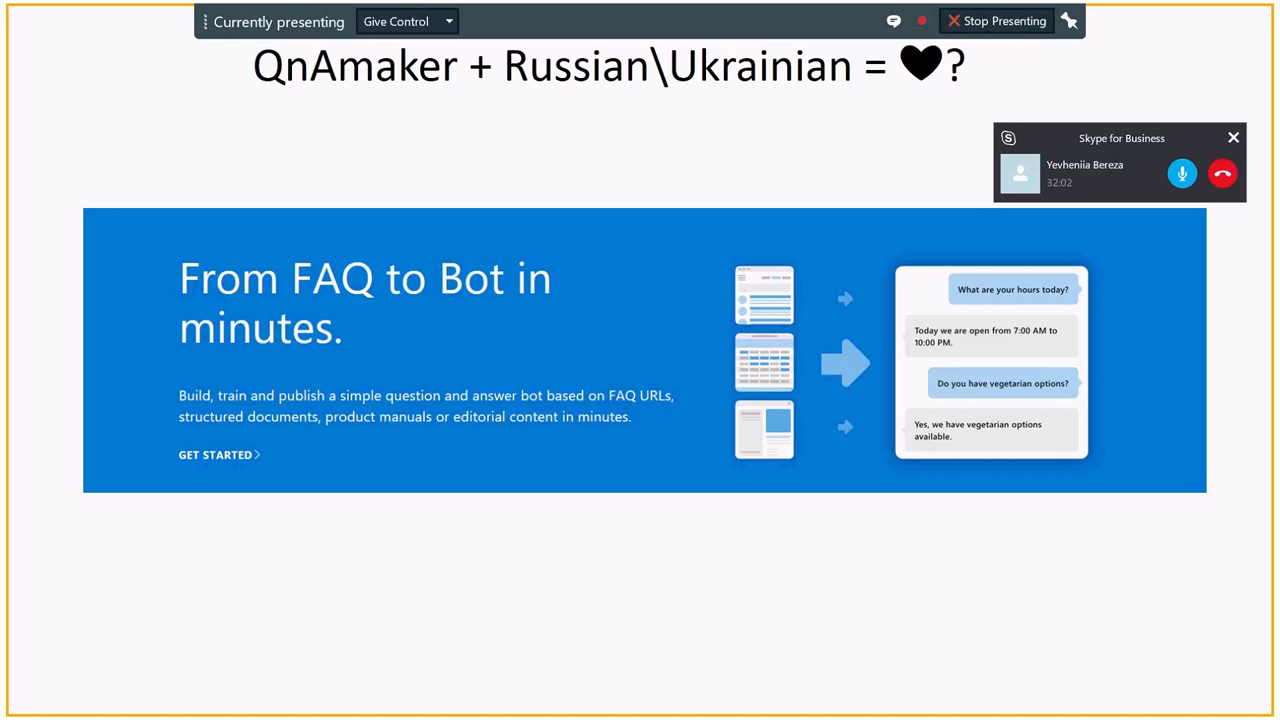 Currently presenting
Give Control
Stop Presenting
QnAmaker + Russian\Ukrainian = ♥?
Skype for Business
Yevheniia Bereza
32:02
From FAQ to Bot in
minutes.
Build, train and publish a simple question and answer bot based on FAQ URLs,
structured documents, product manuals or editorial content in minutes.
GET STARTED
What are your hours today?
Today we are open from 7:00 AM to
10:00 PM.
Do you have vegetarian options?
Yes, we have vegetarian options
available.